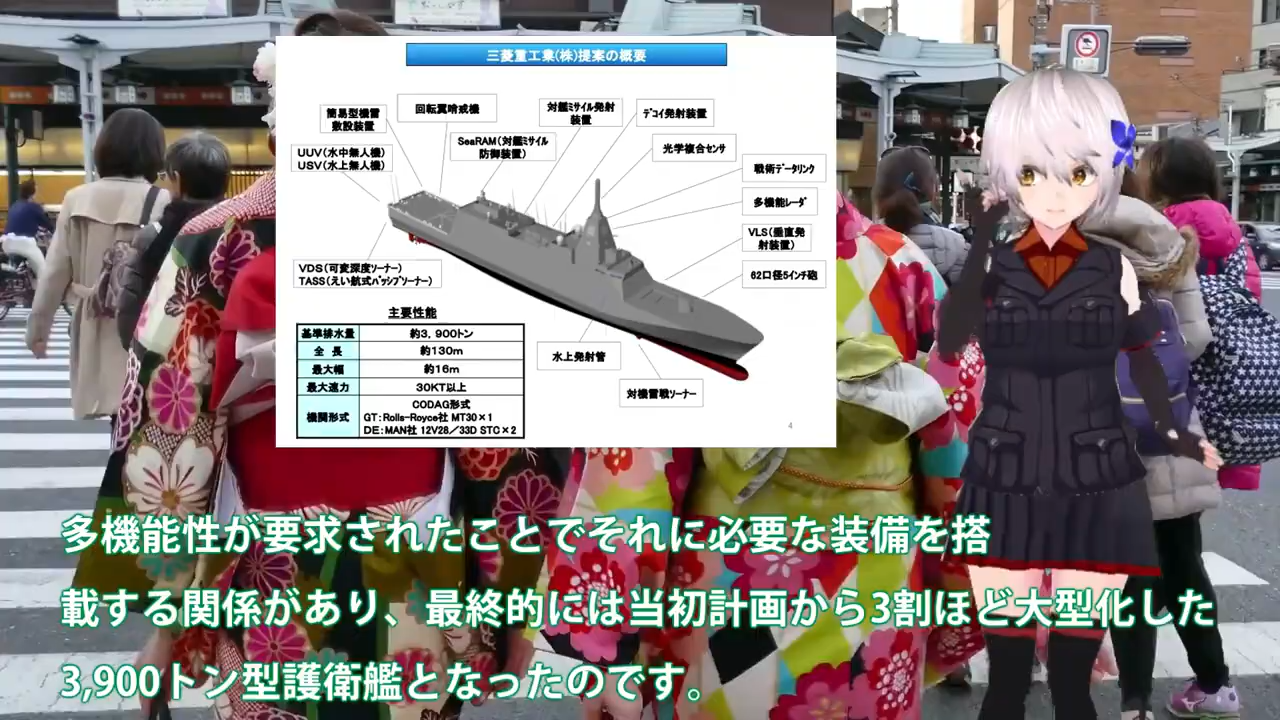 三菱重工業(株)提案の概要
簡易型機雷
敷設装置
回転翼哨戒機
対艦ミサイル発射
装置
デコイ発射装置
SeaRAM(対艦ミサイル
防御装置)
光学複合センサ
UUV(水中無人機)
USV(水上無人機)
戦術データリンク
多機能レーダ
VLS(垂直発
射装置)
62口径5インチ砲
VDS(可変深度ソーナー)
TASS(えい航式パッシブソーナー)
水上発射管
対機雷戦ソーナー
主要性能
基準排水量 約3,900トン
全 長 約130m
最大幅 約16m
最大速力 30KT以上
機関形式 CODAG形式
GT:Rolls-Royce社 MT30×1
DE:MAN社 12V28/33D STC×2
4
多機能性が要求されたことでそれに必要な装備を搭
載する関係があり、最終的には当初計画から3割ほど大型化した
3,900トン型護衛艦となったのです。